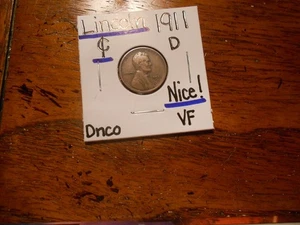 Lincoln 1911
¢ D
Nice!
Dnco VF